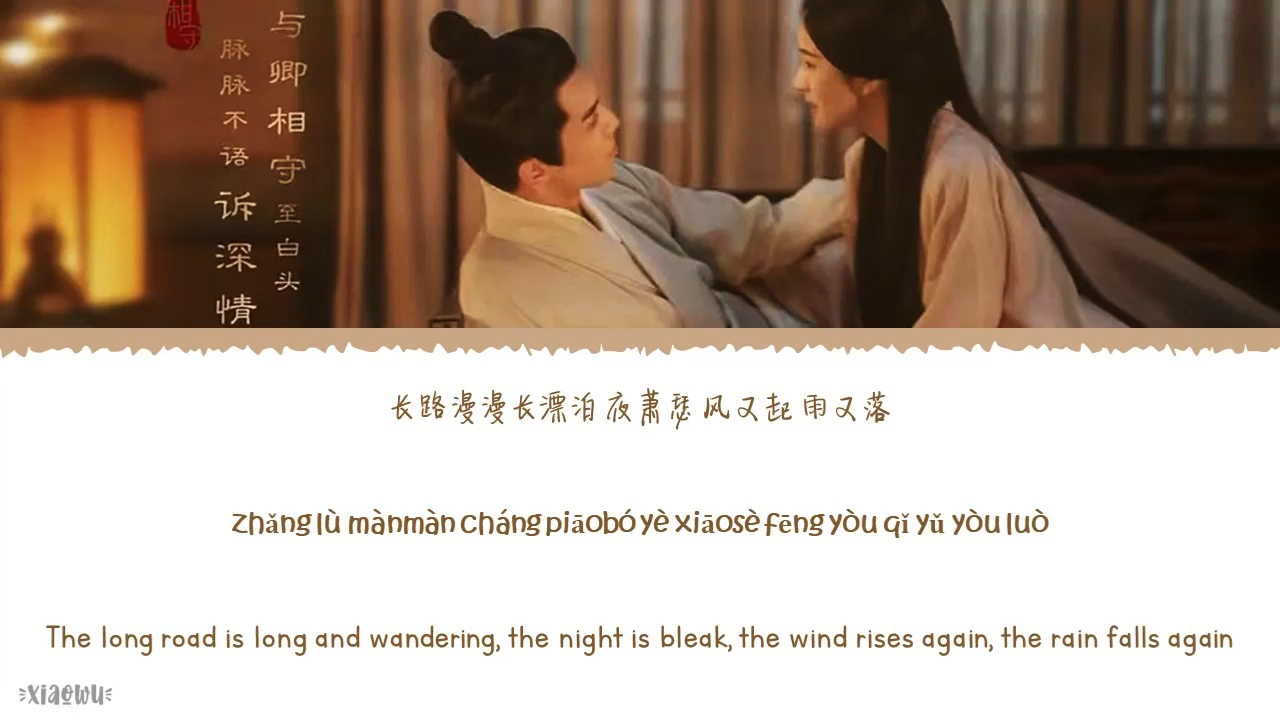 与卿相守至白头
脉脉不语诉深情
相守
长路漫漫长漂泊夜萧瑟风又起雨又落
zhǎng lù mànmàn cháng piāobó yè xiāosè fēng yòu qǐ yǔ yòu luò
The long road is long and wandering, the night is bleak, the wind rises again, the rain falls again
xiaowu